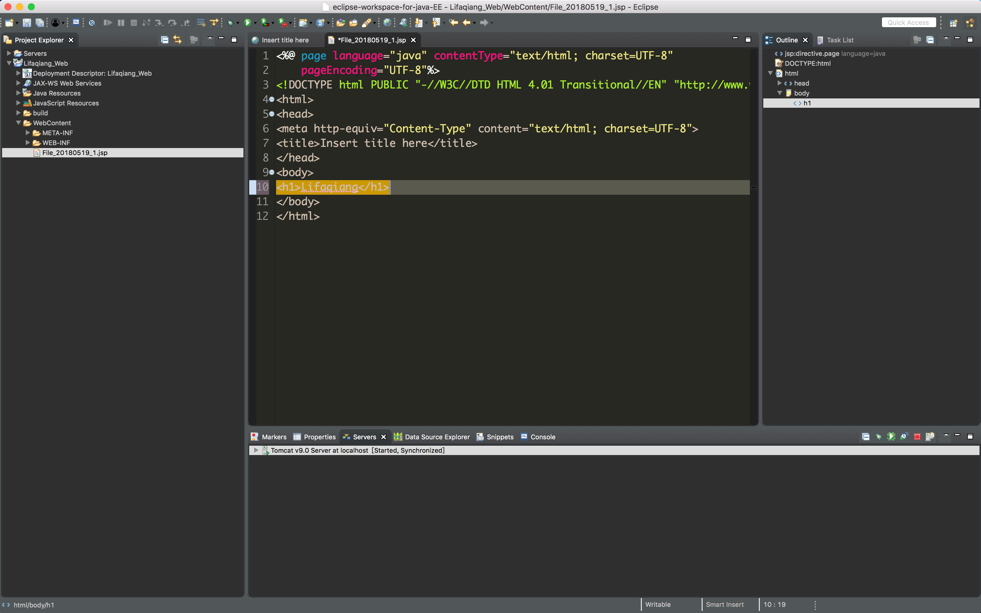 eclipse-workspace-for-java-EE - Lifaqiang_Web/WebContent/File_20180519_1.jsp - Eclipse
Quick Access
Project Explorer
Servers
Lifaqiang_Web
Deployment Descriptor: Lifaqiang_Web
JAX-WS Web Services
Java Resources
JavaScript Resources
build
WebContent
META-INF
WEB-INF
File_20180519_1.jsp
Insert title here
*File_20180519_1.jsp
1 <%@ page language="java" contentType="text/html; charset=UTF-8"
2 pageEncoding="UTF-8"%>
3 <!DOCTYPE html PUBLIC "-//W3C//DTD HTML 4.01 Transitional//EN" "http://www.
4 <html>
5 <head>
6 <meta http-equiv="Content-Type" content="text/html; charset=UTF-8">
7 <title>Insert title here</title>
8 </head>
9 <body>
10 <h1>Lifaqiang</h1>
11 </body>
12 </html>
Outline
Task List
jsp:directive.page language=java
DOCTYPE:html
html
head
body
h1
Markers Properties Servers Data Source Explorer Snippets Console
Tomcat v9.0 Server at localhost [Started, Synchronized]
html/body/h1
Writable
Smart Insert
10 : 19